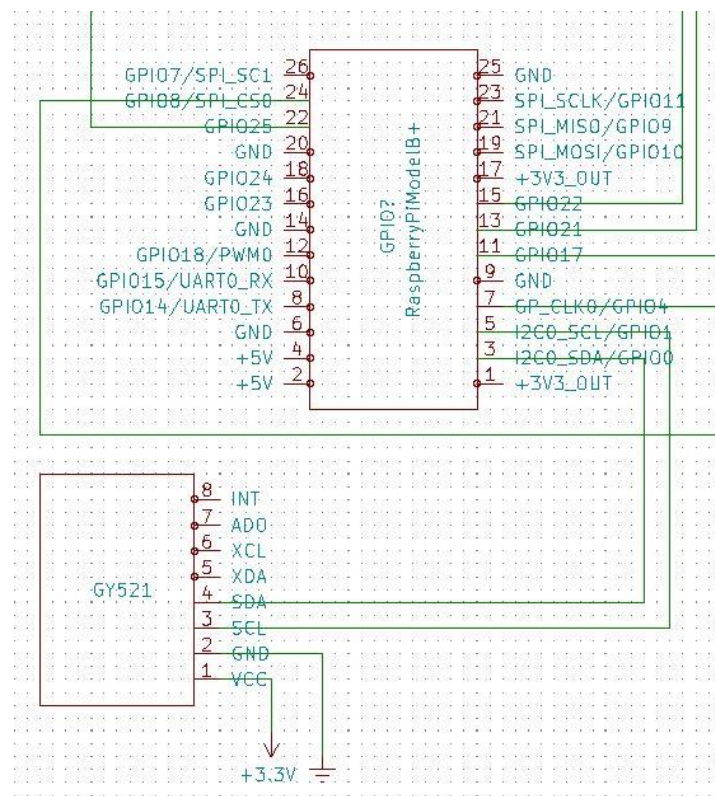 26 25
GPIO7/SPI_SC1 GND
24 23
GPIO8/SPI_CS0 SPI_SCLK/GPIO11
22 21
GPIO25 SPI_MISO/GPIO9
20 19
GND SPI_MOSI/GPIO10
18 17
GPIO24 +3V3_OUT
16 15
GPIO23 GPIO22
14 13
GND GPIO21
12 11
GPIO18/PWM0 GPIO17
10 9
GPIO15/UART0_RX GND
8 7
GPIO14/UART0_TX GP_CLK0/GPIO4
6 5
GND I2C0_SCL/GPIO1
4 3
+5V I2C0_SDA/GPIO0
2 1
+5V +3V3_OUT
GPIO?
RaspberryPiModelB+
GY521
8 INT
7 AD0
6 XCL
5 XDA
4 SDA
3 SCL
2 GND
1 VCC
+3.3V